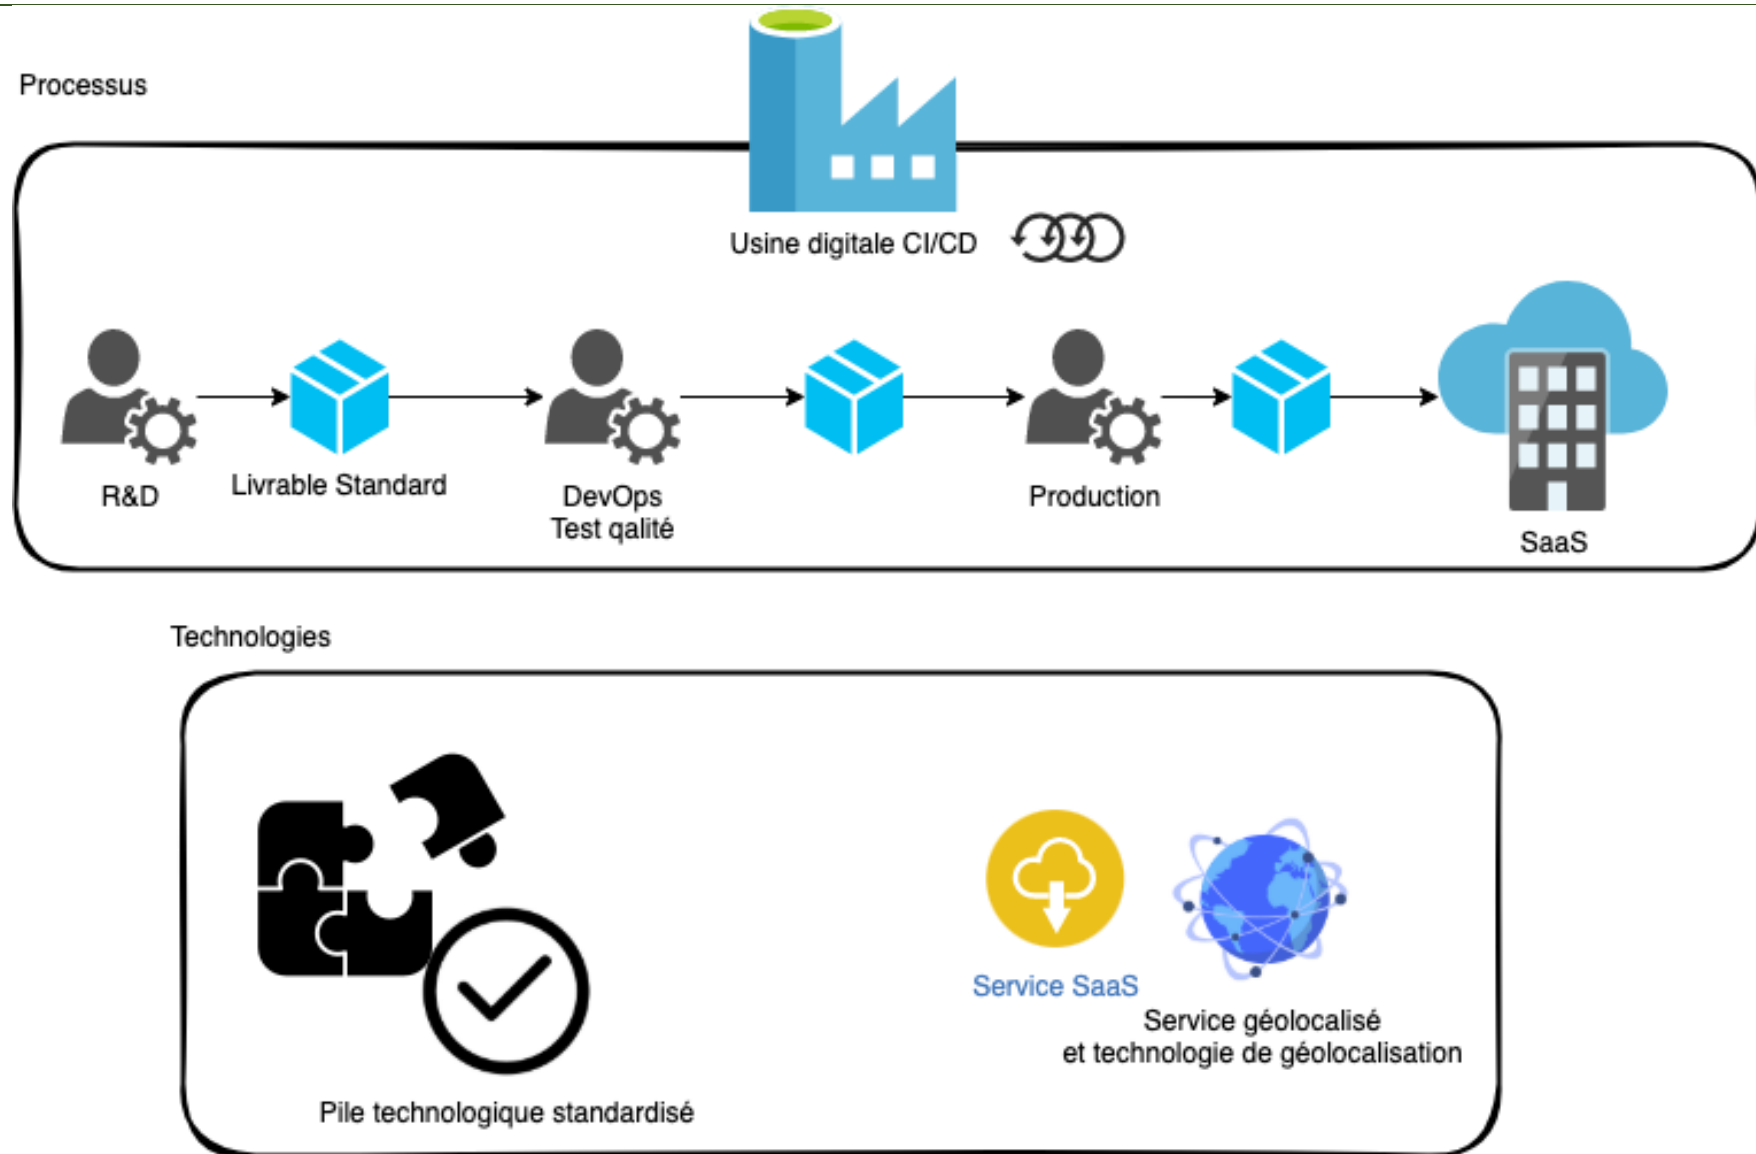 Processus
Usine digitale CI/CD
R&D
Livrable Standard
DevOps
Test qalité
Production
SaaS
Technologies
Service SaaS
Service géolocalisé
et technologie de géolocalisation
Pile technologique standardisé